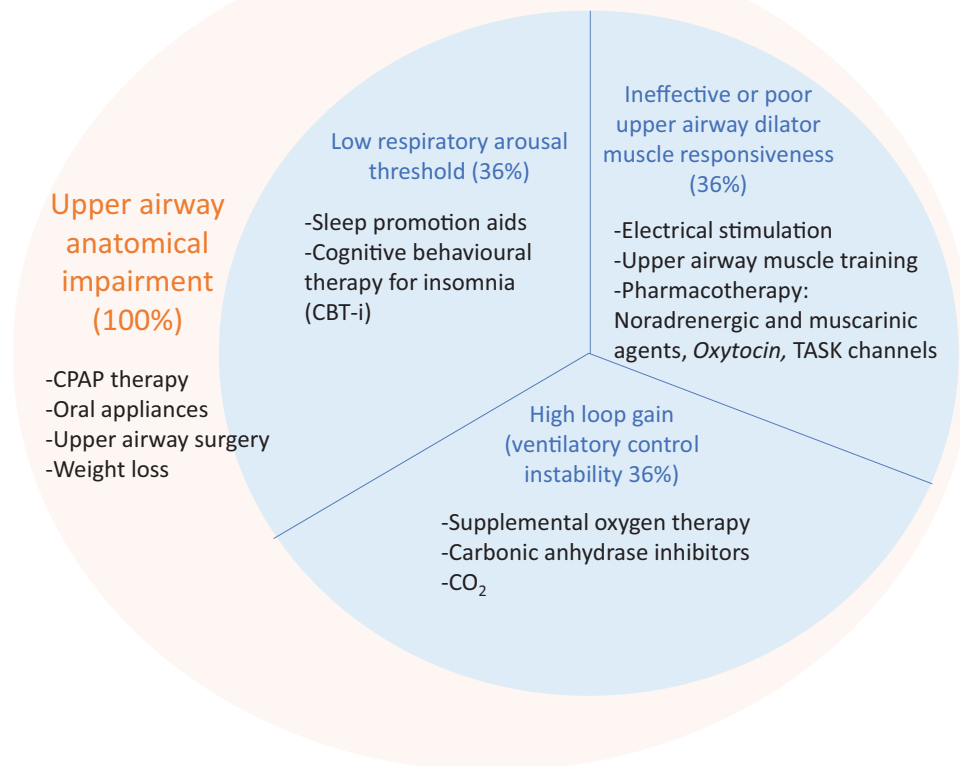 Upper airway
anatomical
impairment
(100%)
-CPAP therapy
-Oral appliances
-Upper airway surgery
-Weight loss
Low respiratory arousal
threshold (36%)
-Sleep promotion aids
-Cognitive behavioural
therapy for insomnia
(CBT-i)
Ineffective or poor
upper airway dilator
muscle responsiveness
(36%)
-Electrical stimulation
-Upper airway muscle training
-Pharmacotherapy:
Noradrenergic and muscarinic
agents, Oxytocin, TASK channels
High loop gain
(ventilatory control
instability 36%)
-Supplemental oxygen therapy
-Carbonic anhydrase inhibitors
-CO₂